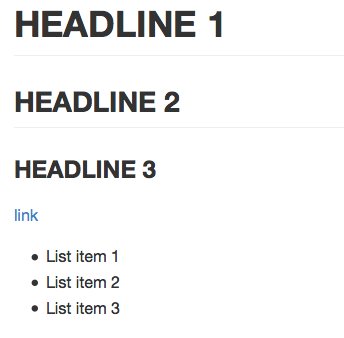 HEADLINE 1
HEADLINE 2
HEADLINE 3
link
• List item 1
• List item 2
• List item 3